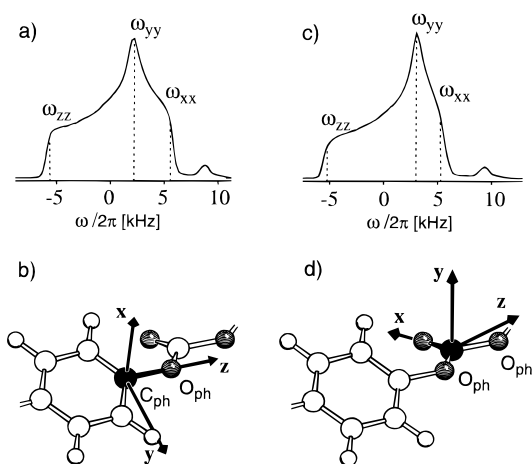 a)
c)
ω_yy
ω_yy
ω_zz
ω_xx
ω_zz
ω_xx
-5 0 5 10
-5 0 5 10
ω/2π [kHz]
ω/2π [kHz]
b)
d)
x
z
C_ph
O_ph
y
y
z
x
O_ph
O_ph